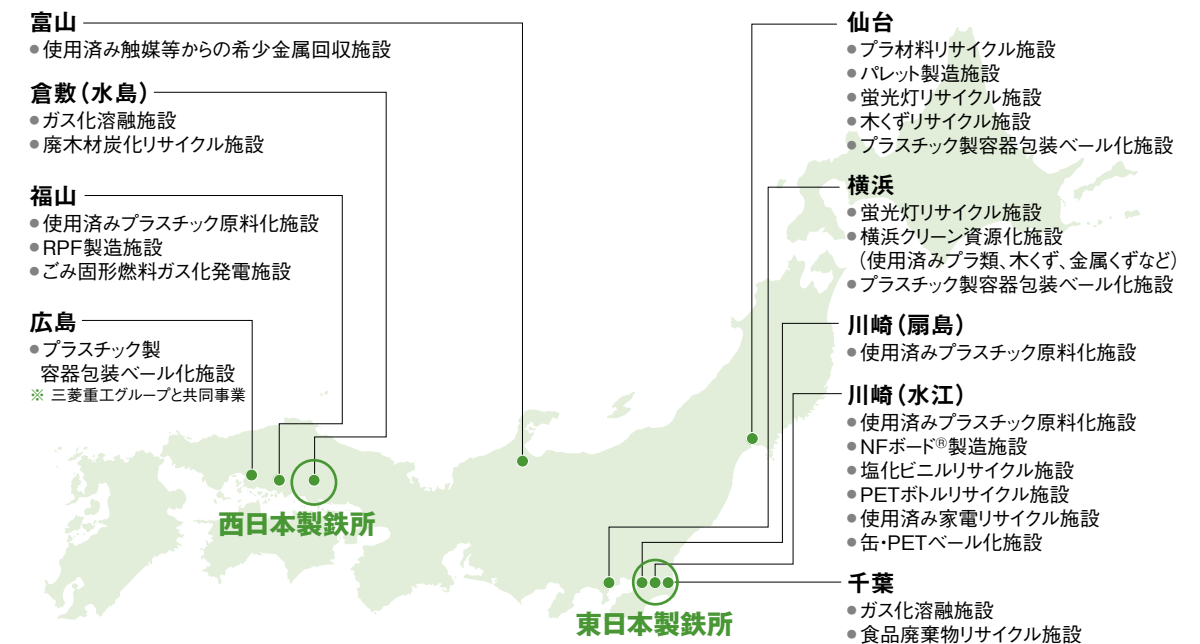 富山
●使用済み触媒等からの希少金属回収施設
倉敷（水島）
●ガス化溶融施設
●廃木材炭化リサイクル施設
福山
●使用済みプラスチック原料化施設
●RPF製造施設
●ごみ固形燃料ガス化発電施設
広島
●プラスチック製
容器包装ベール化施設
※ 三菱重工グループと共同事業
西日本製鉄所
仙台
●プラ材料リサイクル施設
●パレット製造施設
●蛍光灯リサイクル施設
●木くずリサイクル施設
●プラスチック製容器包装ベール化施設
横浜
●蛍光灯リサイクル施設
●横浜クリーン資源化施設
（使用済みプラ類、木くず、金属くずなど）
●プラスチック製容器包装ベール化施設
川崎（扇島）
●使用済みプラスチック原料化施設
川崎（水江）
●使用済みプラスチック原料化施設
●NFボード®製造施設
●塩化ビニルリサイクル施設
●PETボトルリサイクル施設
●使用済み家電リサイクル施設
●缶・PETベール化施設
千葉
●ガス化溶融施設
●食品廃棄物リサイクル施設
東日本製鉄所